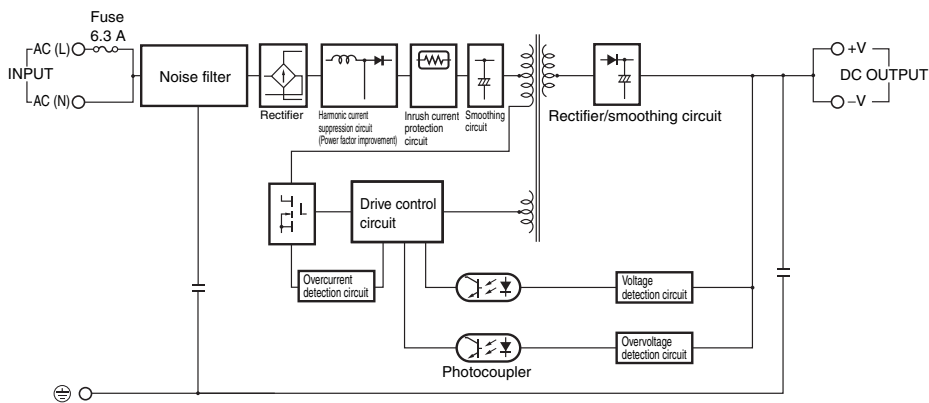 Fuse
6.3 A
AC (L)
INPUT
AC (N)
Noise filter
Rectifier
Harmonic current
suppression circuit
(Power factor improvement)
Inrush current
protection
circuit
Smoothing
circuit
Rectifier/smoothing circuit
+V
DC OUTPUT
–V
Drive control
circuit
Overcurrent
detection circuit
Voltage
detection circuit
Overvoltage
detection circuit
Photocoupler